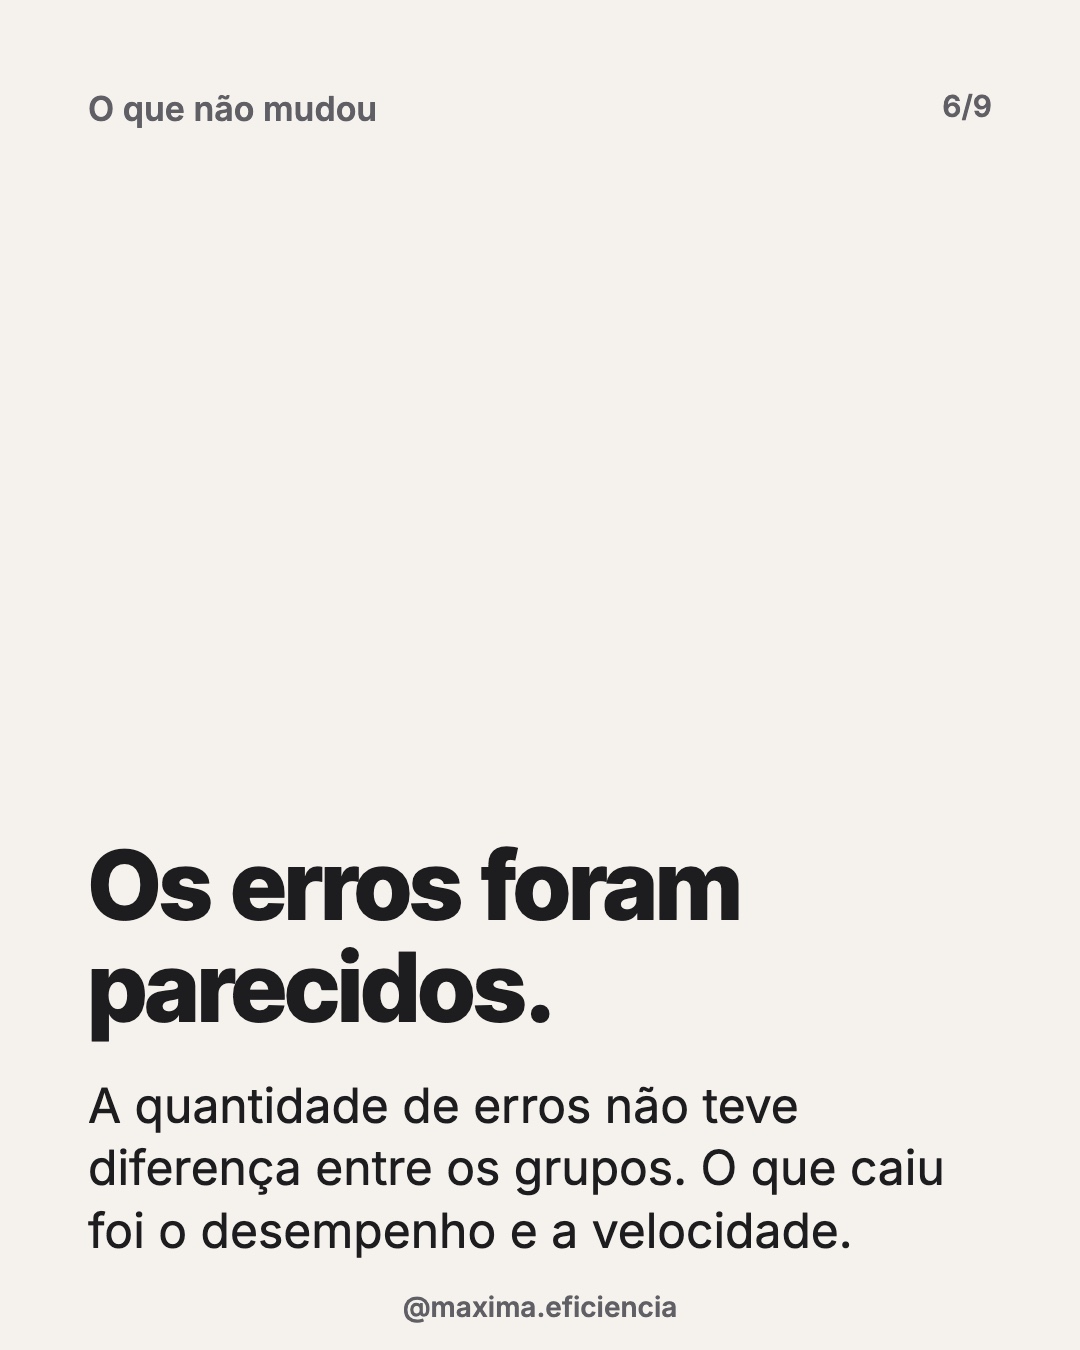 O que não mudou
6/9
Os erros foram
parecidos.
A quantidade de erros não teve
diferença entre os grupos. O que caiu
foi o desempenho e a velocidade.
@maxima.eficiencia